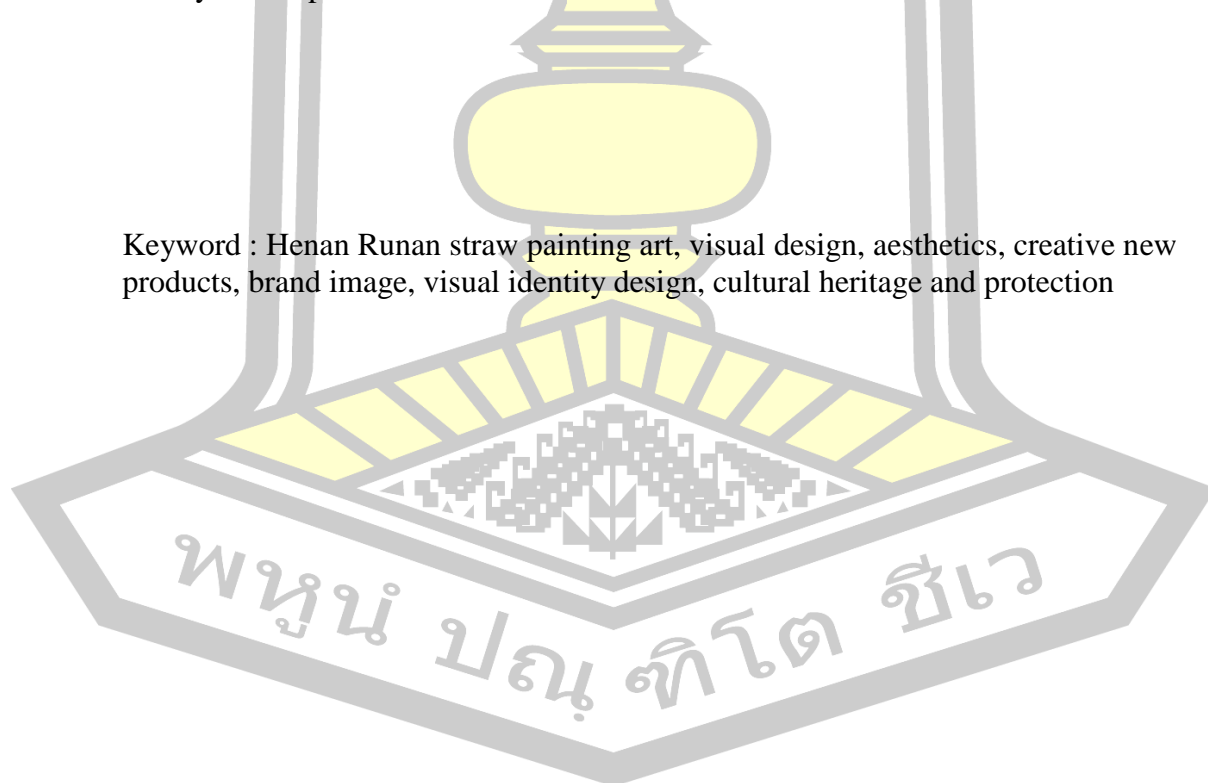 Keyword : Henan Runan straw painting art, visual design, aesthetics, creative new
products, brand image, visual identity design, cultural heritage and protection
พหูนํ ปณฺฑิโต ชีเว